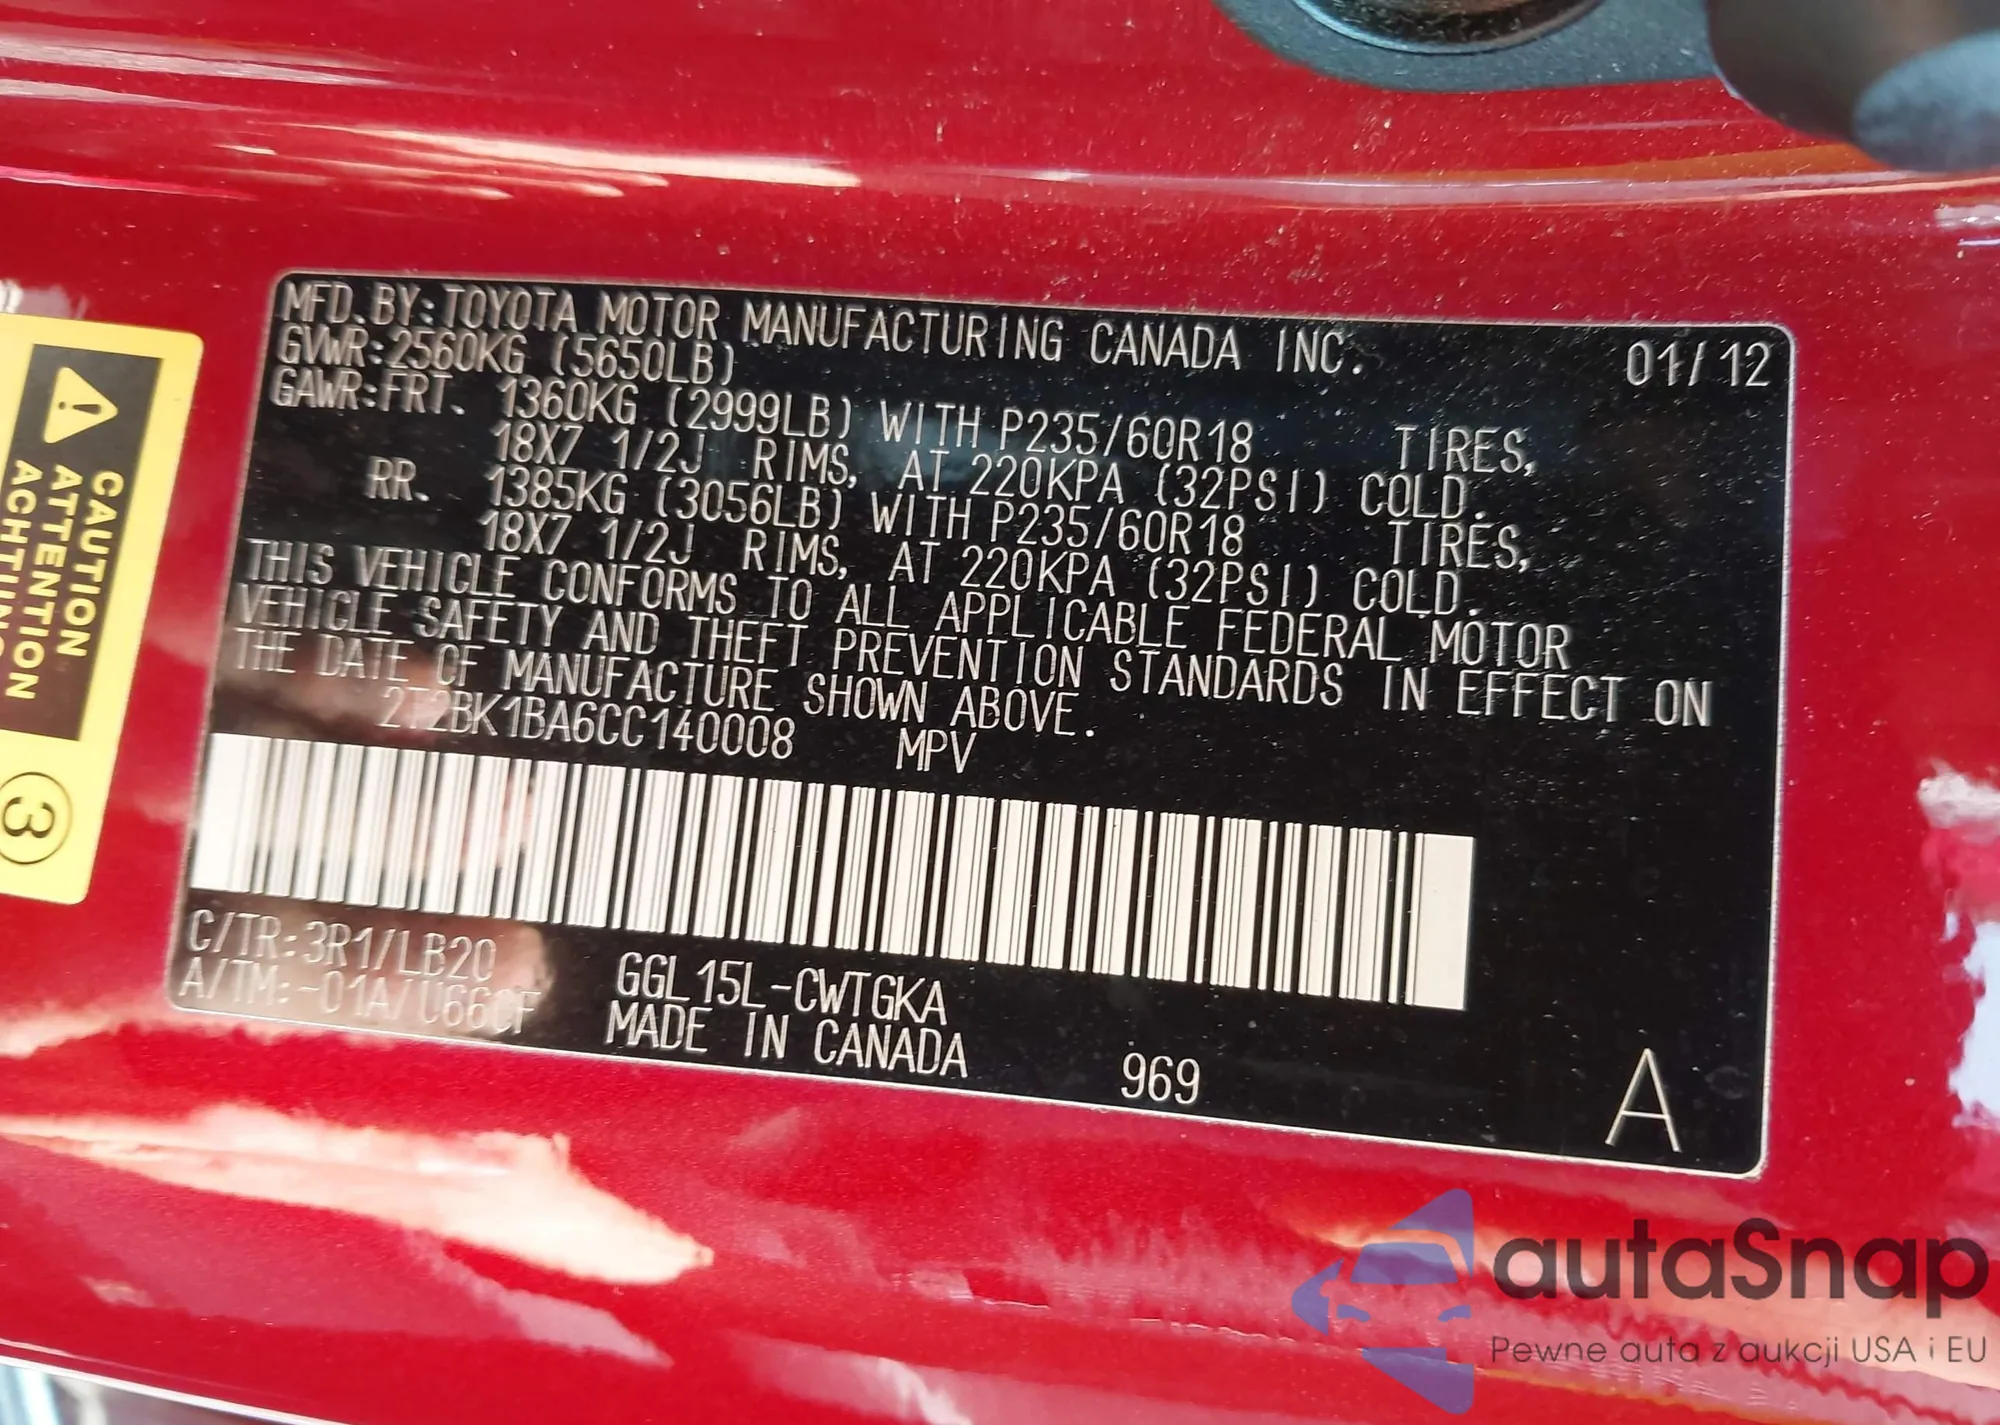 MFD.BY:TOYOTA MOTOR MANUFACTURING CANADA INC. 01/12
GVWR:2560KG (5650LB)
GAWR:FRT. 1360KG (2999LB) WITH P235/60R18 TIRES,
18X7 1/2J RIMS, AT 220KPA (32PSI) COLD.
RR. 1385KG (3056LB) WITH P235/60R18 TIRES,
18X7 1/2J RIMS, AT 220KPA (32PSI) COLD.
THIS VEHICLE CONFORMS TO ALL APPLICABLE FEDERAL MOTOR
VEHICLE SAFETY AND THEFT PREVENTION STANDARDS IN EFFECT ON
THE DATE OF MANUFACTURE SHOWN ABOVE.
2T2BK1BA6CC140008 MPV
C/TR:3R1/LB20 GGL15L-CWTGKA
A/TM:-01A/U660F MADE IN CANADA 969 A
CAUTION
ATTENTION
ACHTUNG
3
autaSnap
Pewne auta z aukcji USA i EU